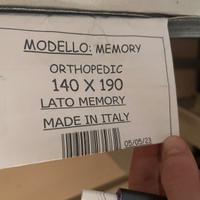 MODELLO: MEMORY
ORTHOPEDIC
140 X 190
LATO MEMORY
MADE IN ITALY
05/05/23